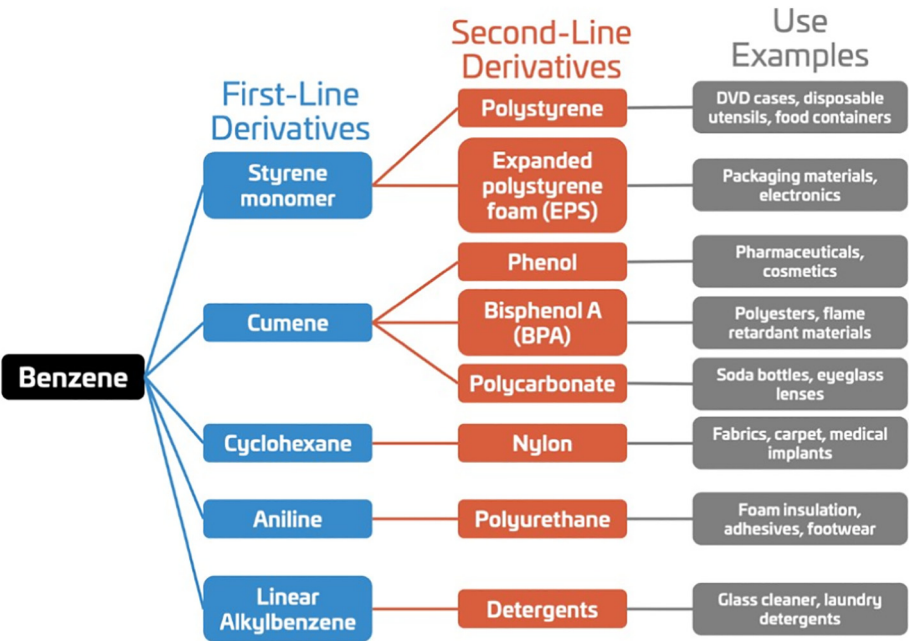 First-Line
Derivatives
Second-Line
Derivatives
Use
Examples
Benzene
Styrene
monomer
Polystyrene
DVD cases, disposable
utensils, food containers
Expanded
polystyrene
foam (EPS)
Packaging materials,
electronics
Cumene
Phenol
Pharmaceuticals,
cosmetics
Bisphenol A
(BPA)
Polyesters, flame
retardant materials
Polycarbonate
Soda bottles, eyeglass
lenses
Cyclohexane
Nylon
Fabrics, carpet, medical
implants
Aniline
Polyurethane
Foam insulation,
adhesives, footwear
Linear
Alkylbenzene
Detergents
Glass cleaner, laundry
detergents